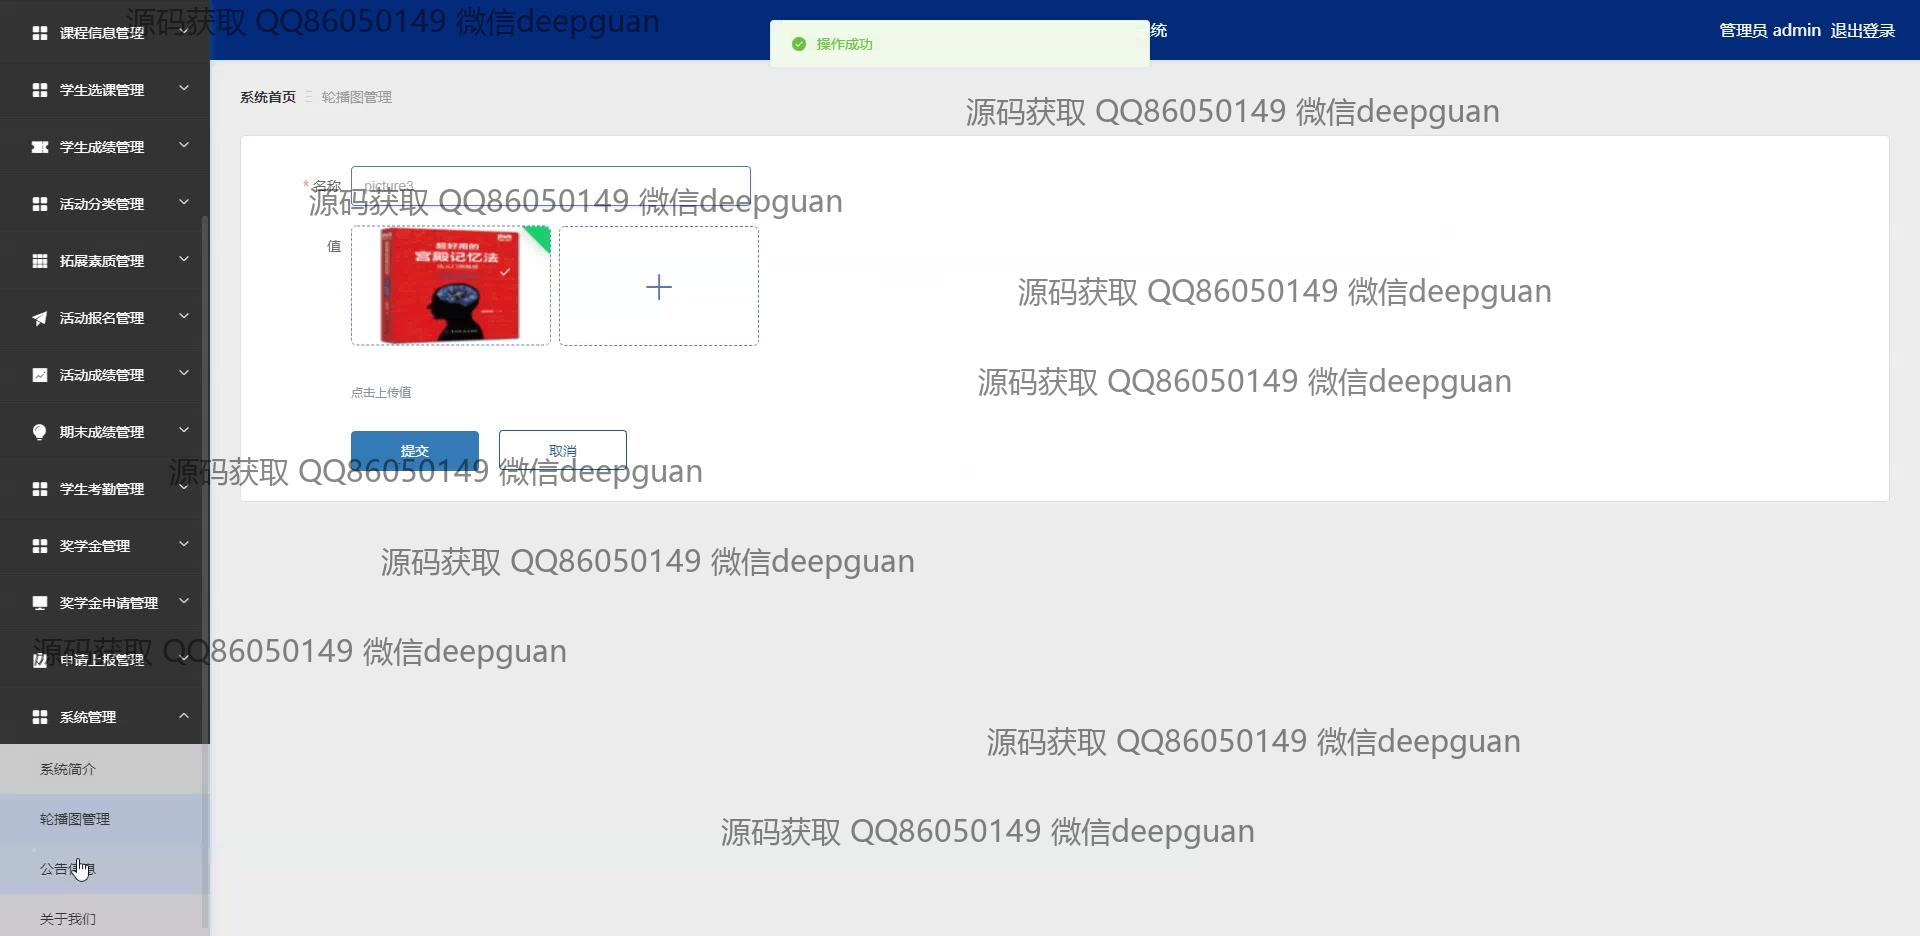 课程信息管理
源码获取 QQ86050149 微信deepguan
操作成功
统
管理员 admin 退出登录
学生选课管理
系统首页
轮播图管理
源码获取 QQ86050149 微信deepguan
学生成绩管理
* 名称
picture3
源码获取 QQ86050149 微信deepguan
活动分类管理
值
超好用的
宫殿记忆法
拓展素质管理
源码获取 QQ86050149 微信deepguan
活动报名管理
活动成绩管理
源码获取 QQ86050149 微信deepguan
点击上传值
期末成绩管理
提交
取消
源码获取 QQ86050149 微信deepguan
学生考勤管理
奖学金管理
源码获取 QQ86050149 微信deepguan
奖学金申请管理
源码获取 QQ86050149 微信deepguan
申请上报管理
系统管理
源码获取 QQ86050149 微信deepguan
系统简介
轮播图管理
源码获取 QQ86050149 微信deepguan
公告信息
关于我们